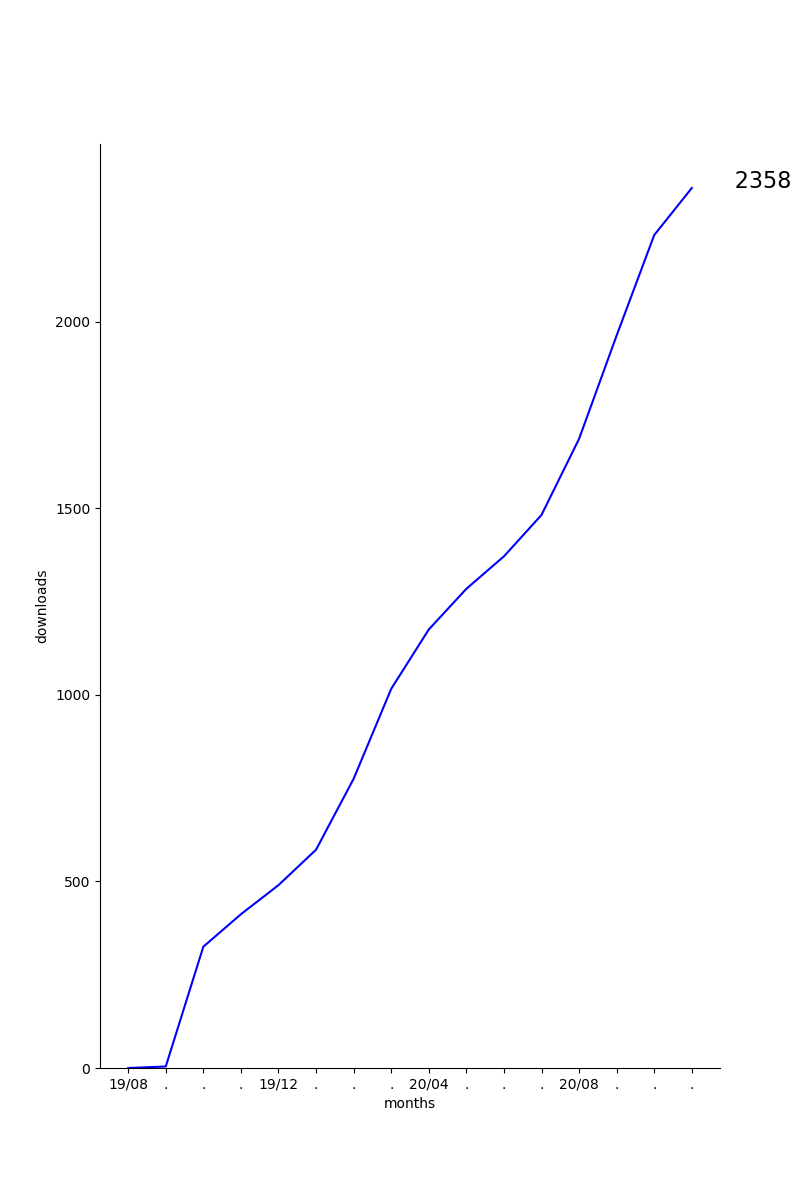 2358
2000
1500
1000
500
0
downloads
19/08 . . . 19/12 . . . 20/04 . . . 20/08 . . .
months